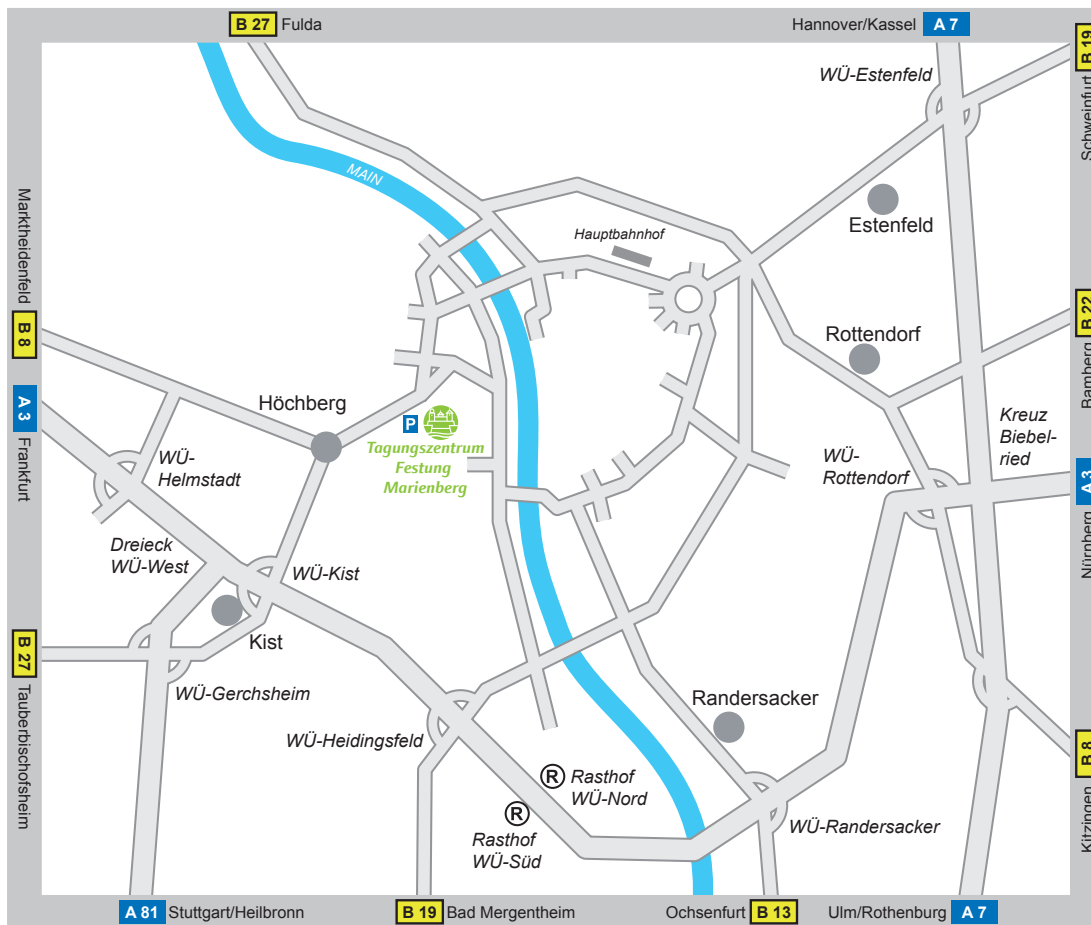 B 27 Fulda
Hannover/Kassel A 7
B 19
Schweinfurt
WÜ-Estenfeld
MAIN
Estenfeld
Hauptbahnhof
Marktheidenfeld
B 8
B 22
Bamberg
Rottendorf
A 3
Frankfurt
Höchberg
P
Tagungszentrum
Festung
Marienberg
Kreuz
Biebel-
ried
WÜ-
Helmstadt
WÜ-
Rottendorf
A 3
Nürnberg
Dreieck
WÜ-West
WÜ-Kist
Kist
B 27
Tauberbischofsheim
WÜ-Gerchsheim
Randersacker
WÜ-Heidingsfeld
B 8
Kitzingen
R Rasthof
WÜ-Nord
R
Rasthof
WÜ-Süd
WÜ-Randersacker
A 81 Stuttgart/Heilbronn
B 19 Bad Mergentheim
Ochsenfurt B 13
Ulm/Rothenburg A 7